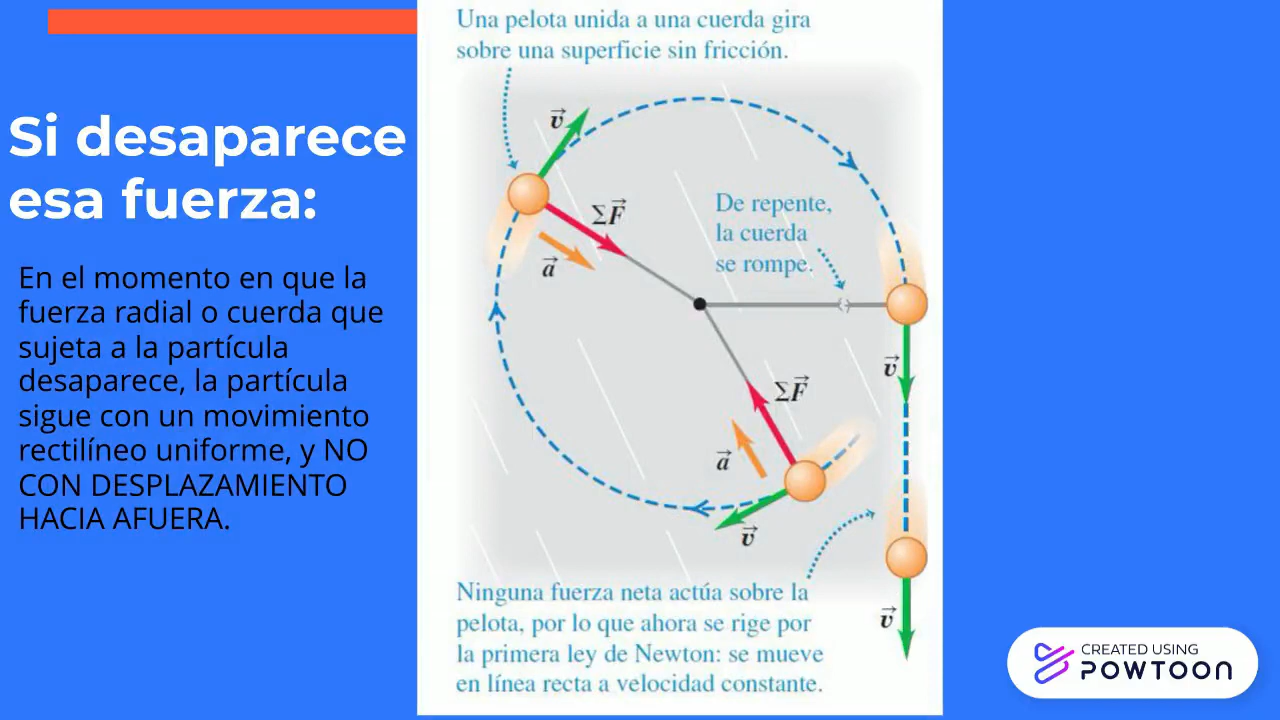 Si desaparece
esa fuerza:
En el momento en que la
fuerza radial o cuerda que
sujeta a la partícula
desaparece, la partícula
sigue con un movimiento
rectilíneo uniforme, y NO
CON DESPLAZAMIENTO
HACIA AFUERA.
Una pelota unida a una cuerda gira
sobre una superficie sin fricción.
v⃗
ΣF⃗
a⃗
De repente,
la cuerda
se rompe.
v⃗
ΣF⃗
a⃗
v⃗
v⃗
Ninguna fuerza neta actúa sobre la
pelota, por lo que ahora se rige por
la primera ley de Newton: se mueve
en línea recta a velocidad constante.
CREATED USING
POWTOON